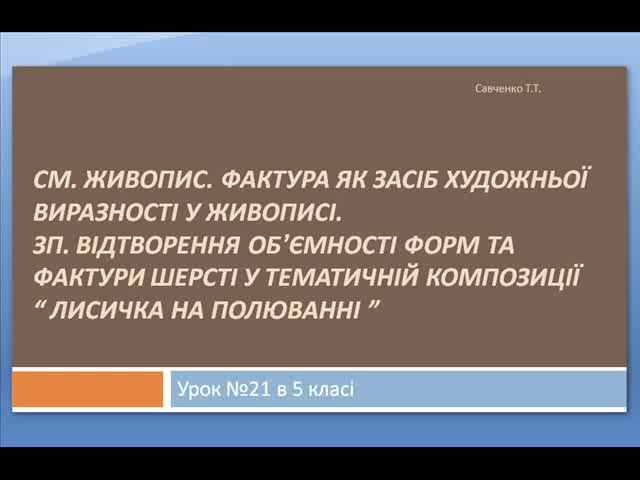 Савченко Т.Т.
СМ. ЖИВОПИС. ФАКТУРА ЯК ЗАСІБ ХУДОЖНЬОЇ
ВИРАЗНОСТІ У ЖИВОПИСІ.
ЗП. ВІДТВОРЕННЯ ОБ’ЄМНОСТІ ФОРМ ТА
ФАКТУРИ ШЕРСТІ У ТЕМАТИЧНІЙ КОМПОЗИЦІЇ
“ ЛИСИЧКА НА ПОЛЮВАННІ ”
Урок №21 в 5 класі